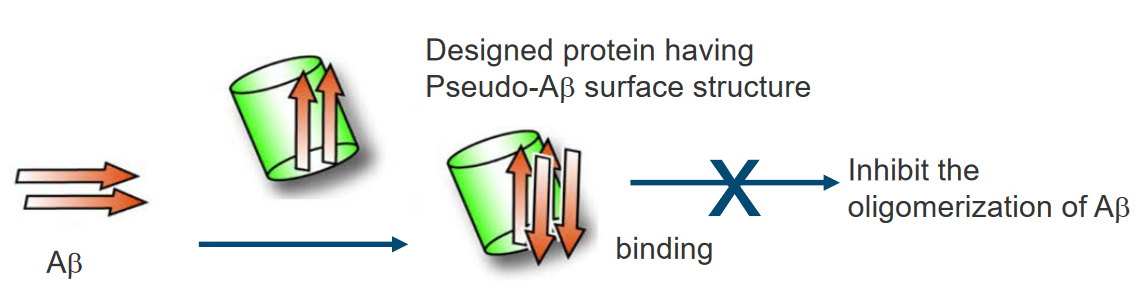 Designed protein having
Pseudo-Aβ surface structure
Aβ
binding
X
Inhibit the
oligomerization of Aβ